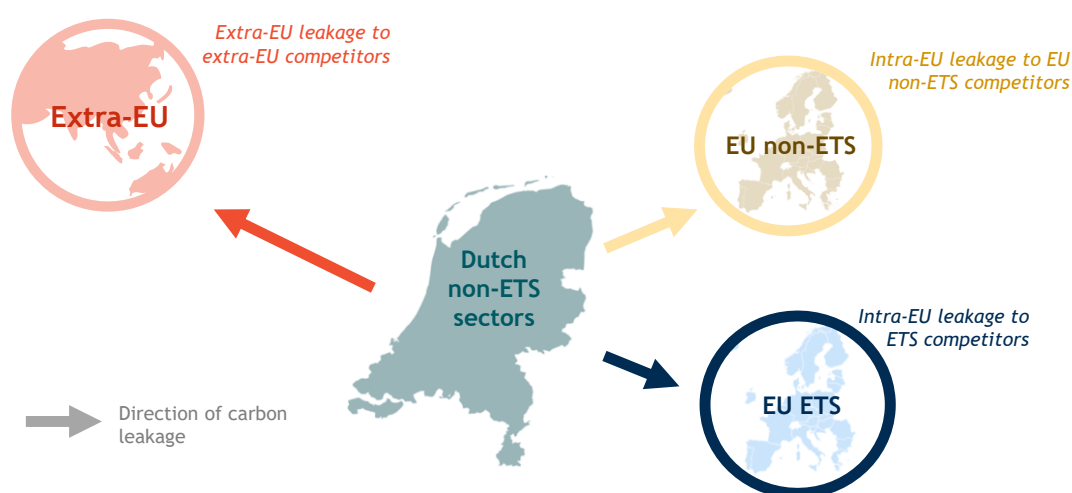 Extra-EU leakage to
extra-EU competitors
Extra-EU
Intra-EU leakage to EU
non-ETS competitors
EU non-ETS
Dutch
non-ETS
sectors
Intra-EU leakage to
ETS competitors
EU ETS
Direction of carbon
leakage